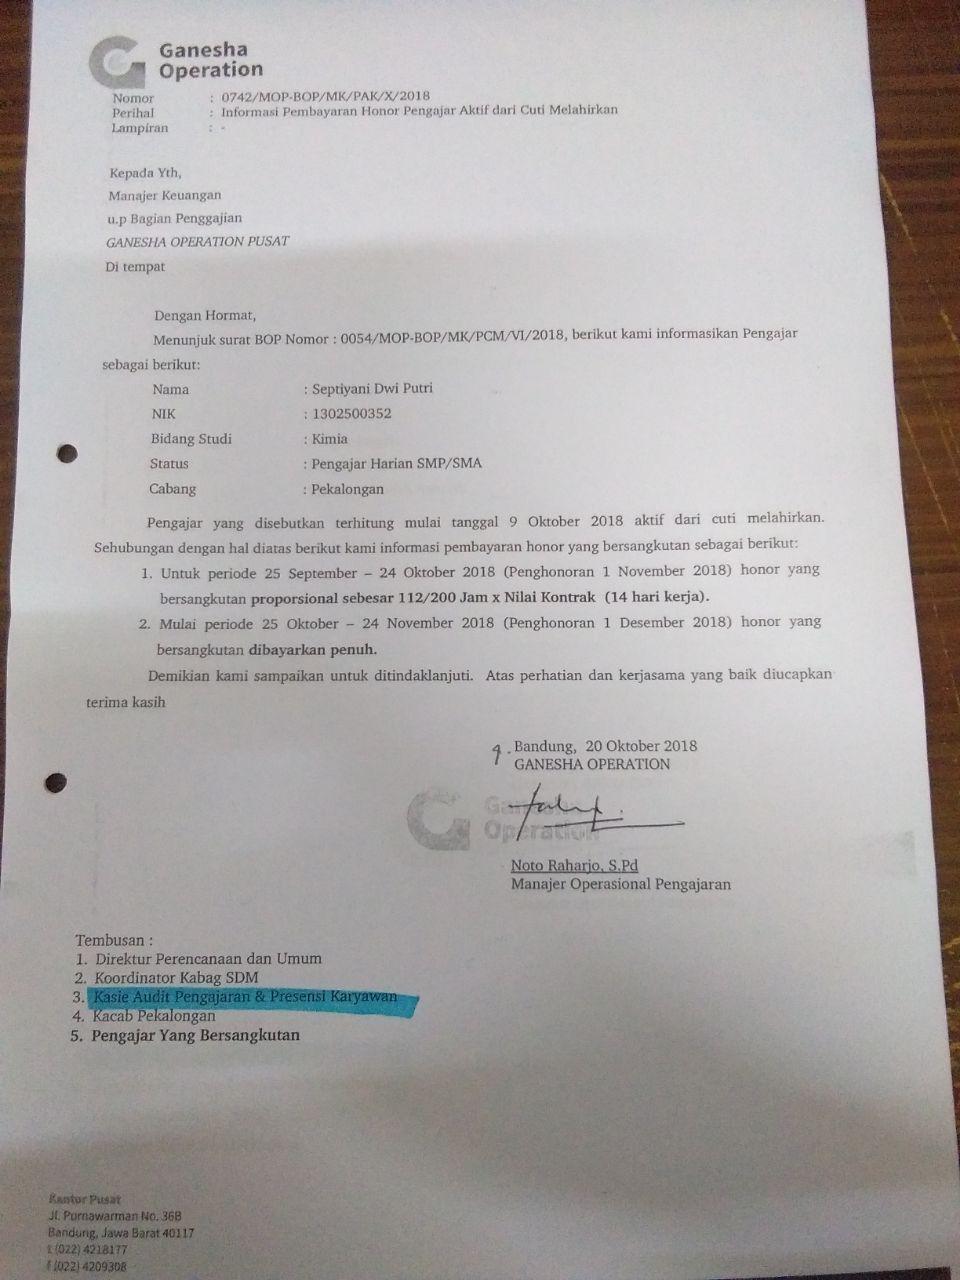 Ganesha
Operation
Nomor : 0742/MOP-BOP/MK/PAK/X/2018
Perihal : Informasi Pembayaran Honor Pengajar Aktif dari Cuti Melahirkan
Lampiran : -
Kepada Yth,
Manajer Keuangan
u.p Bagian Penggajian
GANESHA OPERATION PUSAT
Di tempat
Dengan Hormat,
Menunjuk surat BOP Nomor : 0054/MOP-BOP/MK/PCM/VI/2018, berikut kami informasikan Pengajar
sebagai berikut:
Nama : Septiyani Dwi Putri
NIK : 1302500352
Bidang Studi : Kimia
Status : Pengajar Harian SMP/SMA
Cabang : Pekalongan
Pengajar yang disebutkan terhitung mulai tanggal 9 Oktober 2018 aktif dari cuti melahirkan.
Sehubungan dengan hal diatas berikut kami informasi pembayaran honor yang bersangkutan sebagai berikut:
1. Untuk periode 25 September – 24 Oktober 2018 (Penghonoran 1 November 2018) honor yang
bersangkutan proporsional sebesar 112/200 Jam x Nilai Kontrak (14 hari kerja).
2. Mulai periode 25 Oktober – 24 November 2018 (Penghonoran 1 Desember 2018) honor yang
bersangkutan dibayarkan penuh.
Demikian kami sampaikan untuk ditindaklanjuti. Atas perhatian dan kerjasama yang baik diucapkan
terima kasih
Bandung, 20 Oktober 2018
GANESHA OPERATION
Ganesha
Operation
Noto Raharjo, S.Pd
Manajer Operasional Pengajaran
Tembusan :
1. Direktur Perencanaan dan Umum
2. Koordinator Kabag SDM
3. Kasie Audit Pengajaran & Presensi Karyawan
4. Kacab Pekalongan
5. Pengajar Yang Bersangkutan
Kantor Pusat
Jl. Purnawarman No. 36B
Bandung, Jawa Barat 40117
t (022) 4218177
f (022) 4209308